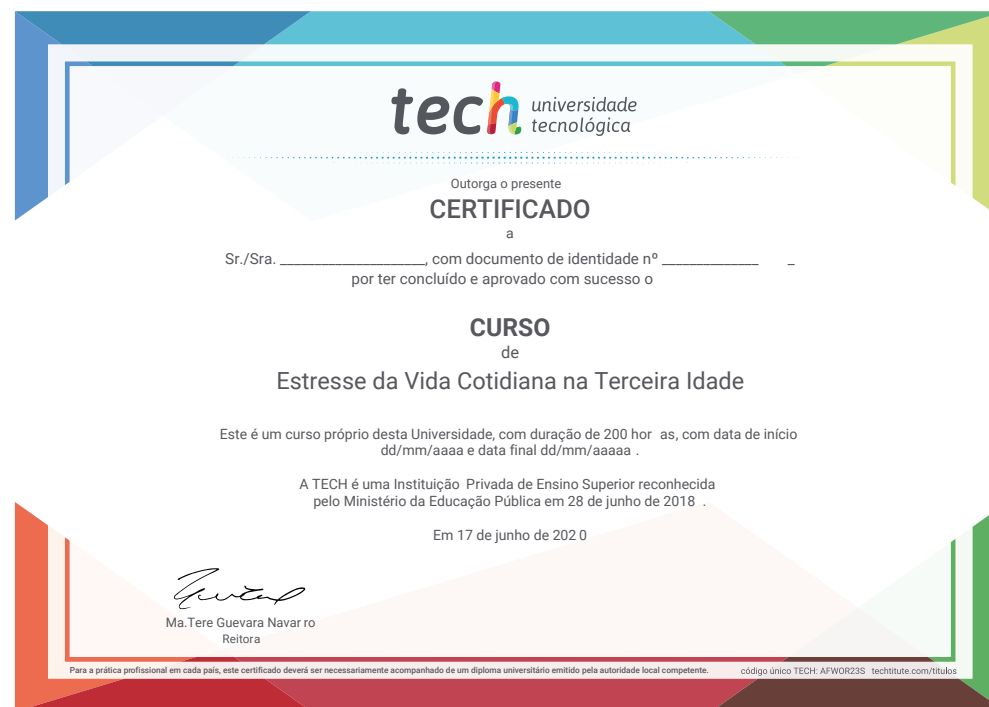 tech universidade
tecnológica
Outorga o presente
CERTIFICADO
a
Sr./Sra. _____________________, com documento de identidade nº ______________ _
por ter concluído e aprovado com sucesso o
CURSO
de
Estresse da Vida Cotidiana na Terceira Idade
Este é um curso próprio desta Universidade, com duração de 200 hor as, com data de início
dd/mm/aaaa e data final dd/mm/aaaaa .
A TECH é uma Instituição Privada de Ensino Superior reconhecida
pelo Ministério da Educação Pública em 28 de junho de 2018 .
Em 17 de junho de 202 0
Ma.Tere Guevara Navar ro
Reitora
Para a prática profissional em cada país, este certificado deverá ser necessariamente acompanhado de um diploma universitário emitido pela autoridade local competente. código único TECH: AFWOR23S techtitute.com/titulos